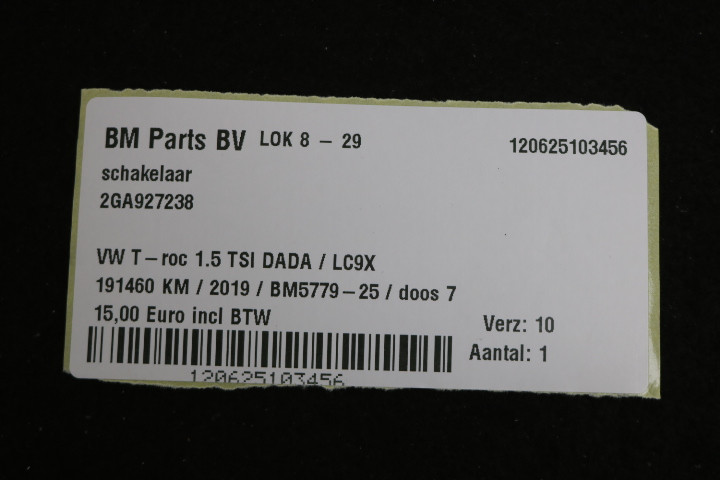 BM Parts BV LOK 8 - 29 120625103456
schakelaar
2GA927238
VW T-roc 1.5 TSI DADA / LC9X
191460 KM / 2019 / BM5779-25 / doos 7
15,00 Euro incl BTW
Verz: 10
Aantal: 1
120625103456